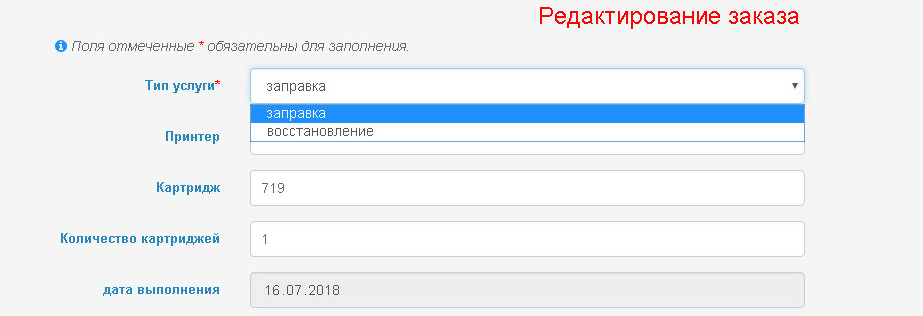 Редактирование заказа
Поля отмеченные * обязательны для заполнения.
Тип услуги*
заправка
заправка
восстановление
Принтер
Картридж
719
Количество картриджей
1
дата выполнения
16.07.2018